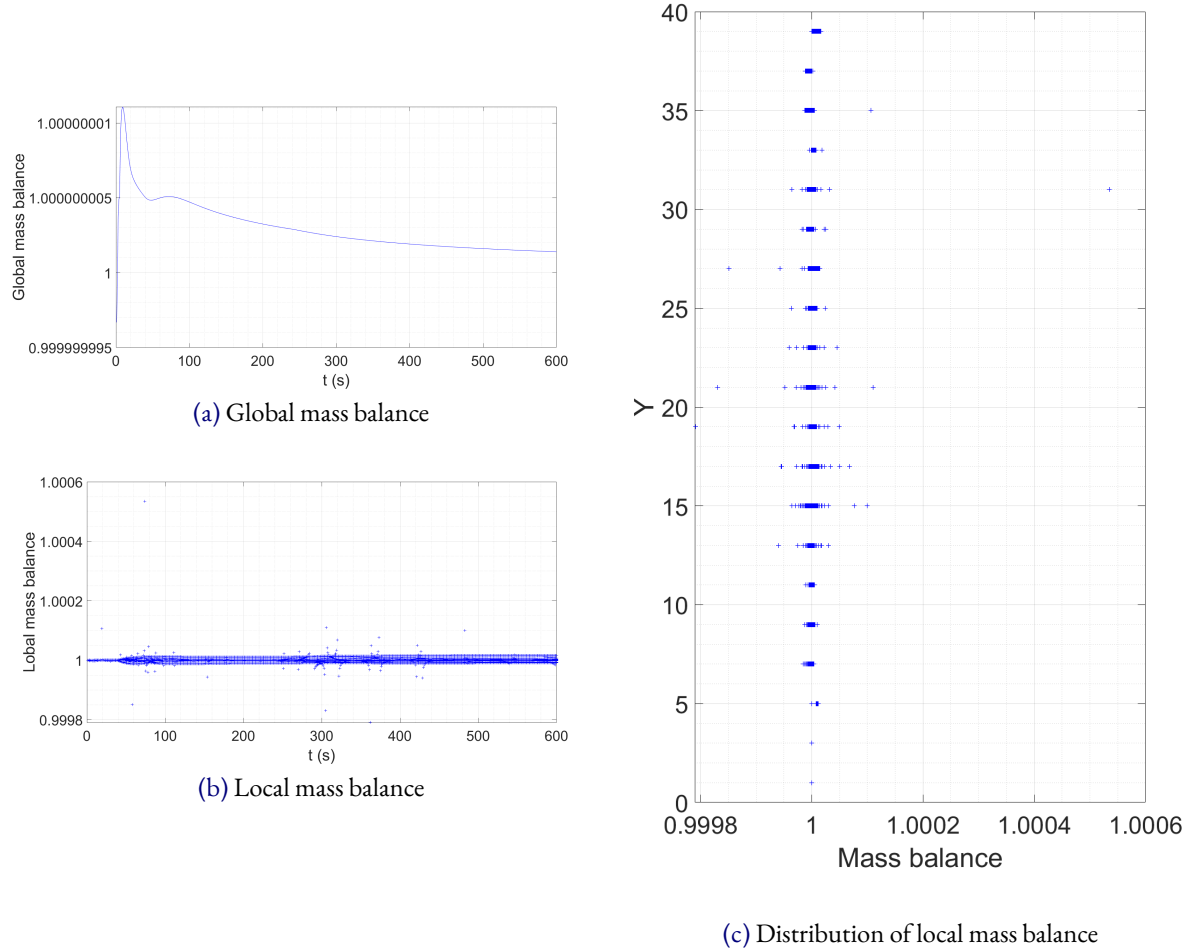 1.00000001
1.000000005
1
0.999999995
Global mass balance
0 100 200 300 400 500 600
t (s)
(a) Global mass balance
1.0006
1.0004
1.0002
1
0.9998
Lobal mass balance
0 100 200 300 400 500 600
t (s)
(b) Local mass balance
40
35
30
25
20
15
10
5
0
Y
0.9998 1 1.0002 1.0004 1.0006
Mass balance
(c) Distribution of local mass balance